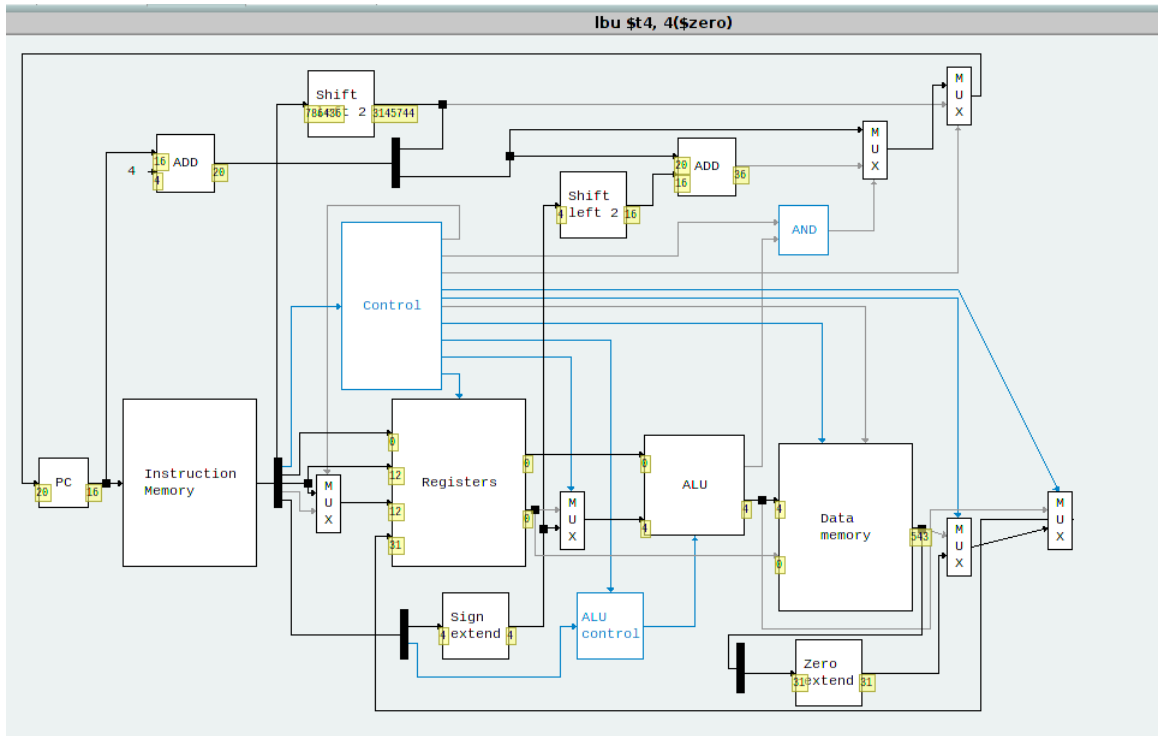 lbu $t4, 4($zero)
M
U
X
Shift
786436 2 3145744
M
U
X
4
16
4
ADD
20
20
16
ADD
36
Shift
left 2
4
16
AND
Control
PC
20
16
Instruction
Memory
M
U
X
0
12
12
31
Registers
0
0
M
U
X
0
4
ALU
4
4
0
Data
memory
543
M
U
X
M
U
X
Sign
extend
4
4
ALU
control
Zero
extend
31
31